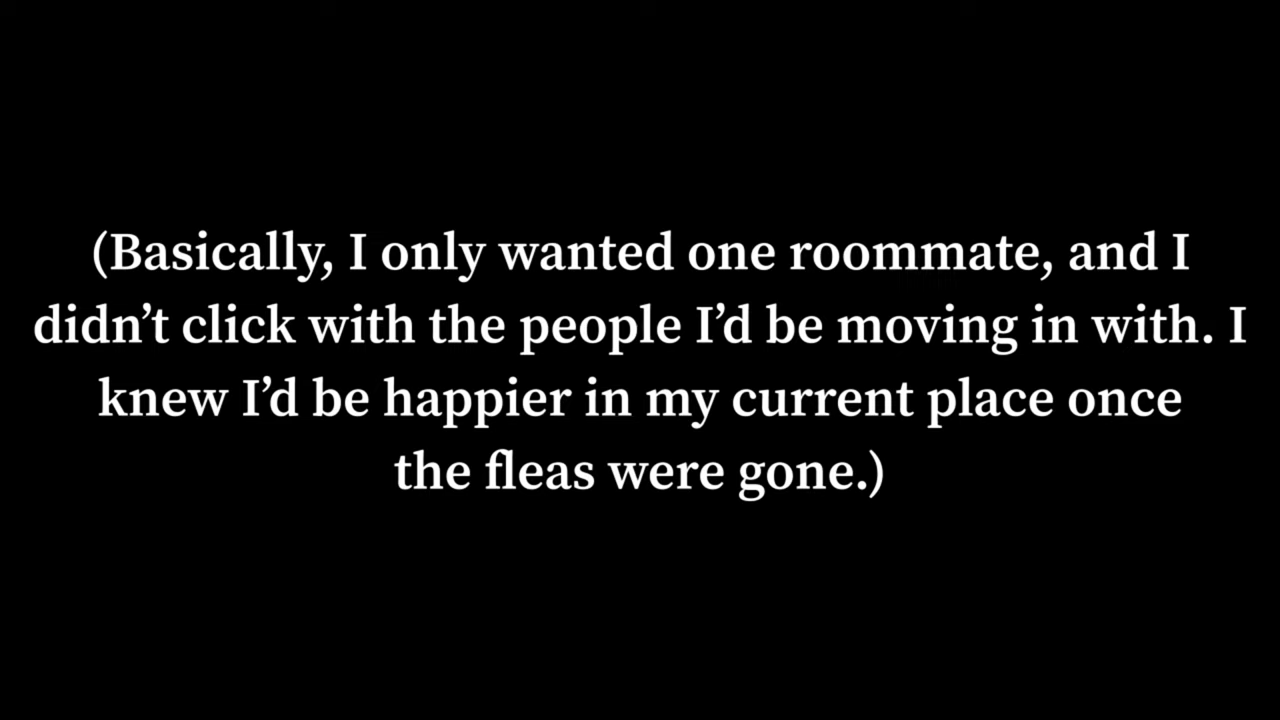 (Basically, I only wanted one roommate, and I
didn’t click with the people I’d be moving in with. I
knew I’d be happier in my current place once
the fleas were gone.)